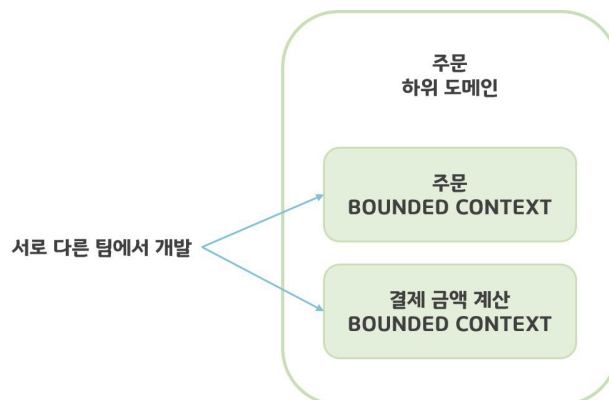 주문
하위 도메인
주문
BOUNDED CONTEXT
서로 다른 팀에서 개발
결제 금액 계산
BOUNDED CONTEXT